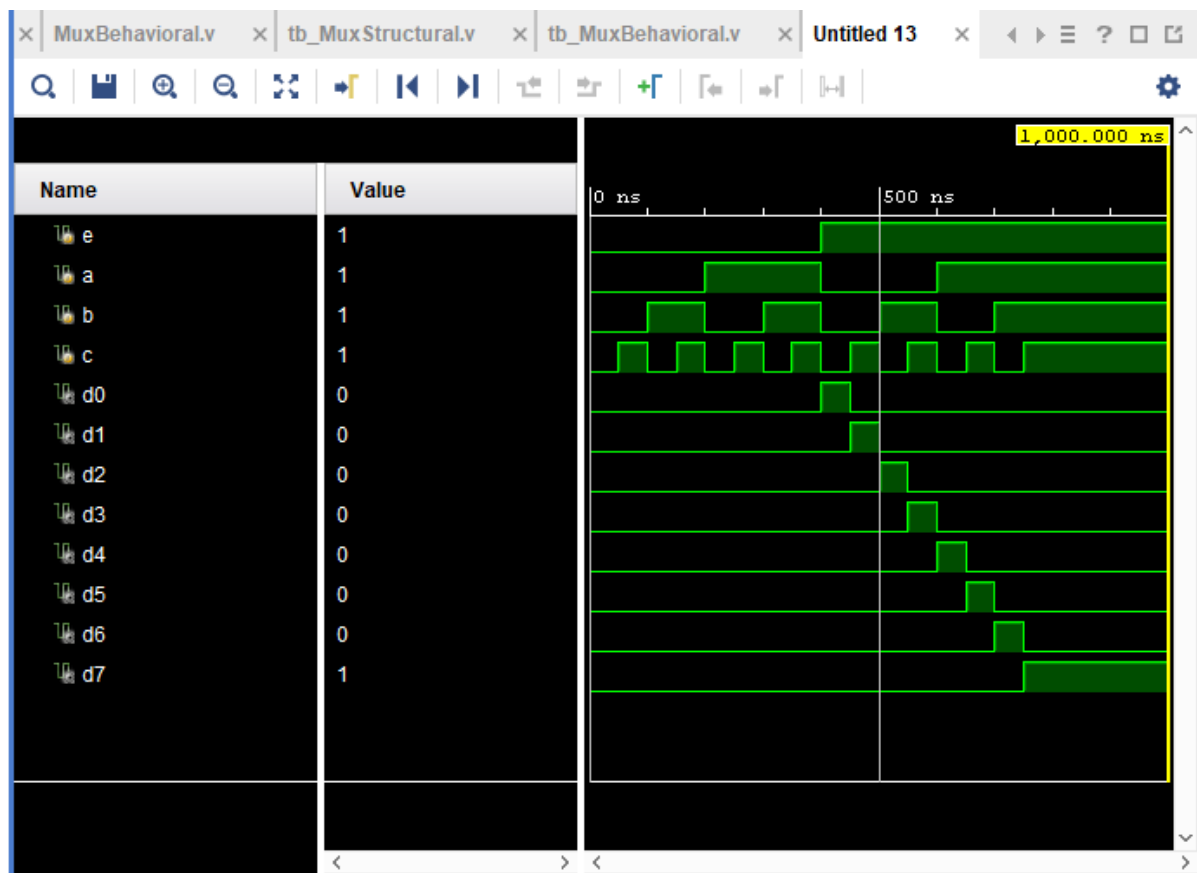 MuxBehavioral.v tb_MuxStructural.v tb_MuxBehavioral.v Untitled 13
1,000.000 ns
Name Value
0 ns 500 ns
e 1
a 1
b 1
c 1
d0 0
d1 0
d2 0
d3 0
d4 0
d5 0
d6 0
d7 1